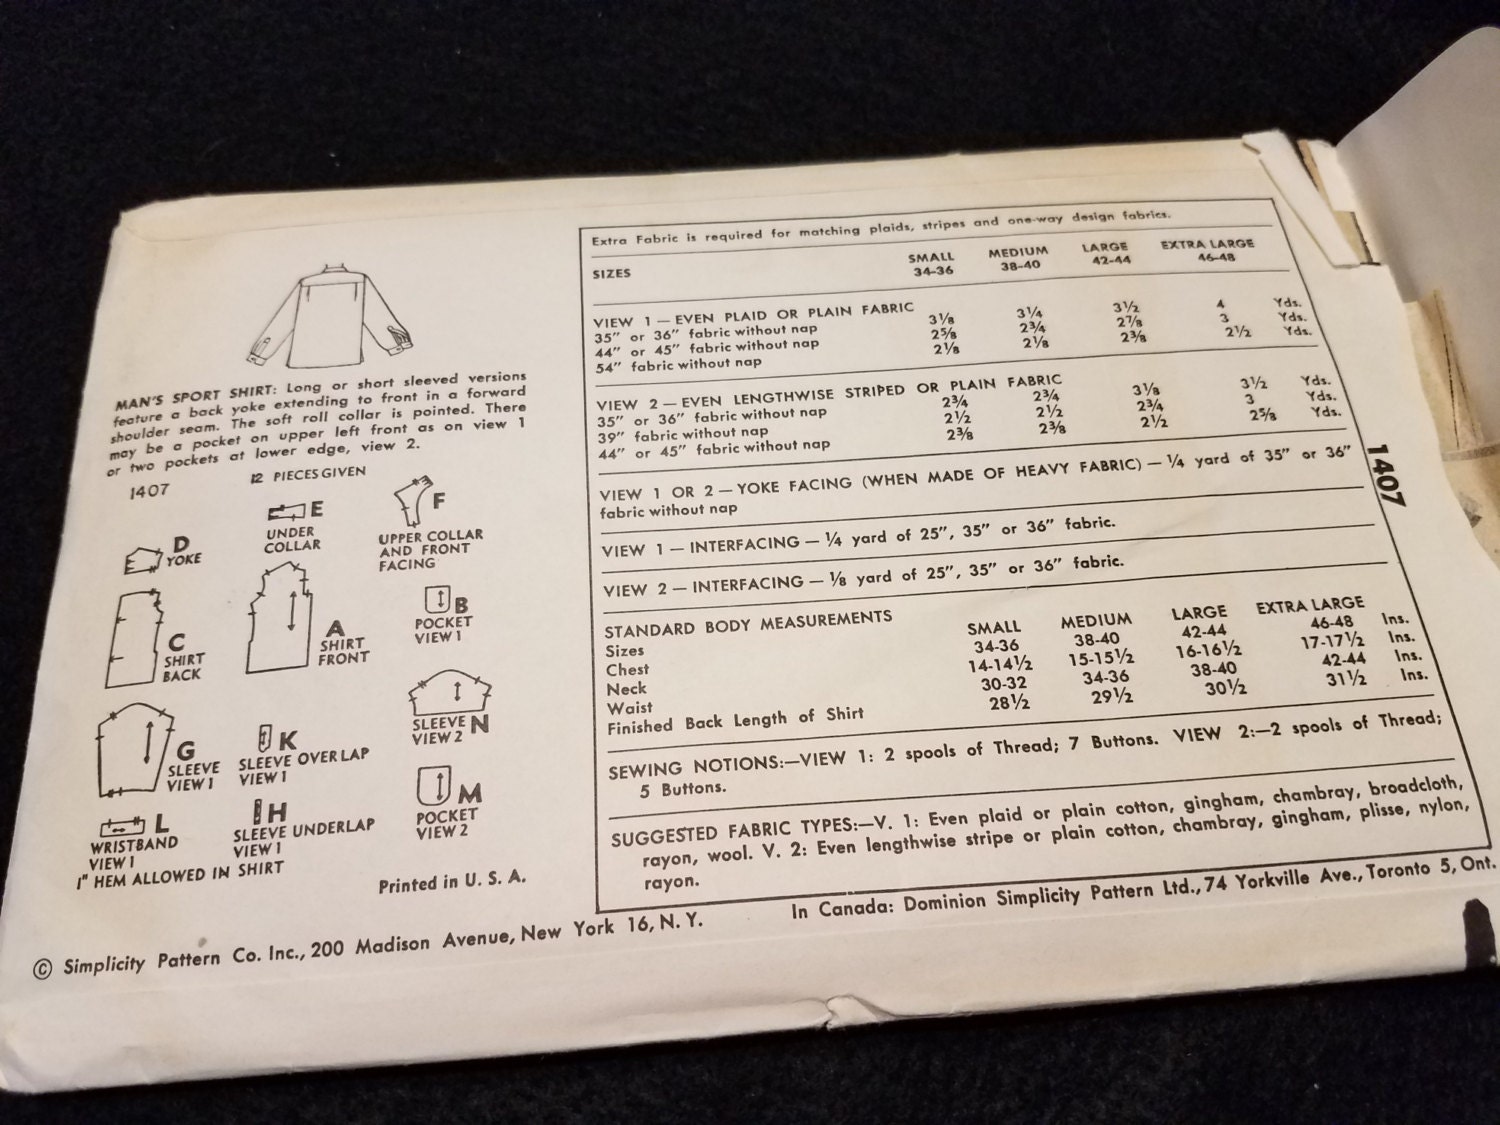 MAN'S SPORT SHIRT: Long or short sleeved versions
feature a back yoke extending to front in a forward
shoulder seam. The soft roll collar is pointed. There
may be a pocket on upper left front as on view 1
or two pockets at lower edge, view 2.
1407
12 PIECES GIVEN
D
YOKE
E
UNDER
COLLAR
F
UPPER COLLAR
AND FRONT
FACING
C
SHIRT
BACK
A
SHIRT
FRONT
B
POCKET
VIEW 1
G
SLEEVE
VIEW 1
K
SLEEVE OVERLAP
VIEW 1
SLEEVE N
VIEW 2
L
WRISTBAND
VIEW 1
H
SLEEVE UNDERLAP
VIEW 1
M
POCKET
VIEW 2
1" HEM ALLOWED IN SHIRT
Printed in U. S. A.
Extra Fabric is required for matching plaids, stripes and one-way design fabrics.
SIZES SMALL MEDIUM LARGE EXTRA LARGE
34-36 38-40 42-44 46-48
VIEW 1 — EVEN PLAID OR PLAIN FABRIC
35" or 36" fabric without nap 3⅛ 3¼ 3½ 4 Yds.
44" or 45" fabric without nap 2⅝ 2¾ 2⅞ 3 Yds.
54" fabric without nap 2⅛ 2⅛ 2⅜ 2½ Yds.
VIEW 2 — EVEN LENGTHWISE STRIPED OR PLAIN FABRIC
35" or 36" fabric without nap 2¾ 2¾ 3⅛ 3½ Yds.
39" fabric without nap 2½ 2½ 2¾ 3 Yds.
44" or 45" fabric without nap 2⅜ 2⅜ 2½ 2⅝ Yds.
VIEW 1 OR 2 — YOKE FACING (WHEN MADE OF HEAVY FABRIC) — ¼ yard of 35" or 36"
fabric without nap
1407
VIEW 1 — INTERFACING — ¼ yard of 25", 35" or 36" fabric.
VIEW 2 — INTERFACING — ⅛ yard of 25", 35" or 36" fabric.
STANDARD BODY MEASUREMENTS
Sizes SMALL MEDIUM LARGE EXTRA LARGE
Chest 34-36 38-40 42-44 46-48 Ins.
Neck 14-14½ 15-15½ 16-16½ 17-17½ Ins.
Waist 30-32 34-36 38-40 42-44 Ins.
Finished Back Length of Shirt 28½ 29½ 30½ 31½ Ins.
SEWING NOTIONS:—VIEW 1: 2 spools of Thread; 7 Buttons. VIEW 2:—2 spools of Thread;
5 Buttons.
SUGGESTED FABRIC TYPES:—V. 1: Even plaid or plain cotton, gingham, chambray, broadcloth,
rayon, wool. V. 2: Even lengthwise stripe or plain cotton, chambray, gingham, plisse, nylon,
rayon.
© Simplicity Pattern Co. Inc., 200 Madison Avenue, New York 16, N. Y.
In Canada: Dominion Simplicity Pattern Ltd., 74 Yorkville Ave., Toronto 5, Ont.